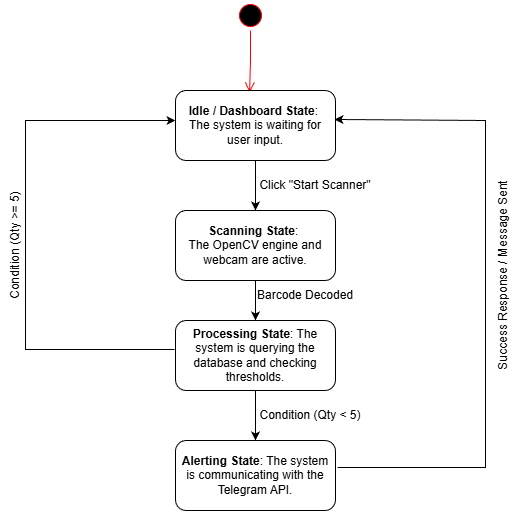 Idle / Dashboard State:
The system is waiting for
user input.
Click "Start Scanner"
Scanning State:
The OpenCV engine and
webcam are active.
Barcode Decoded
Processing State: The
system is querying the
database and checking
thresholds.
Condition (Qty >= 5)
Condition (Qty < 5)
Alerting State: The system
is communicating with the
Telegram API.
Success Response / Message Sent